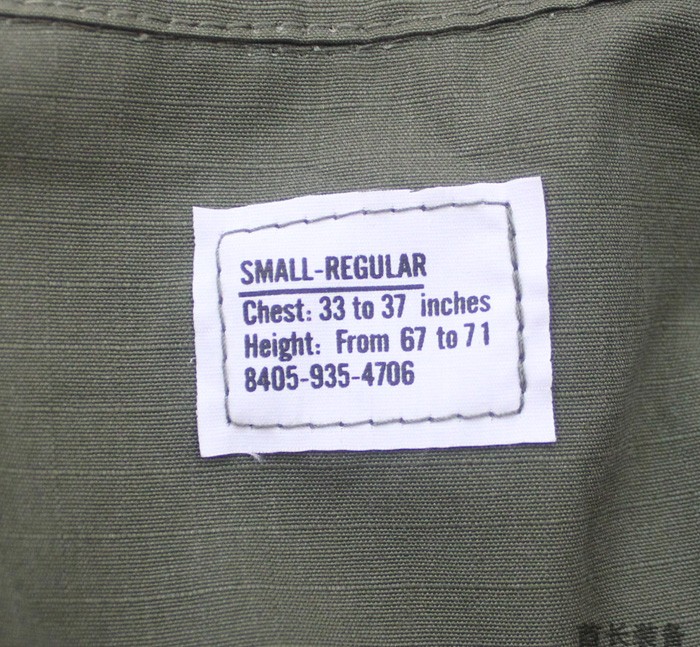 SMALL-REGULAR
Chest: 33 to 37 inches
Height: From 67 to 71
8405-935-4706